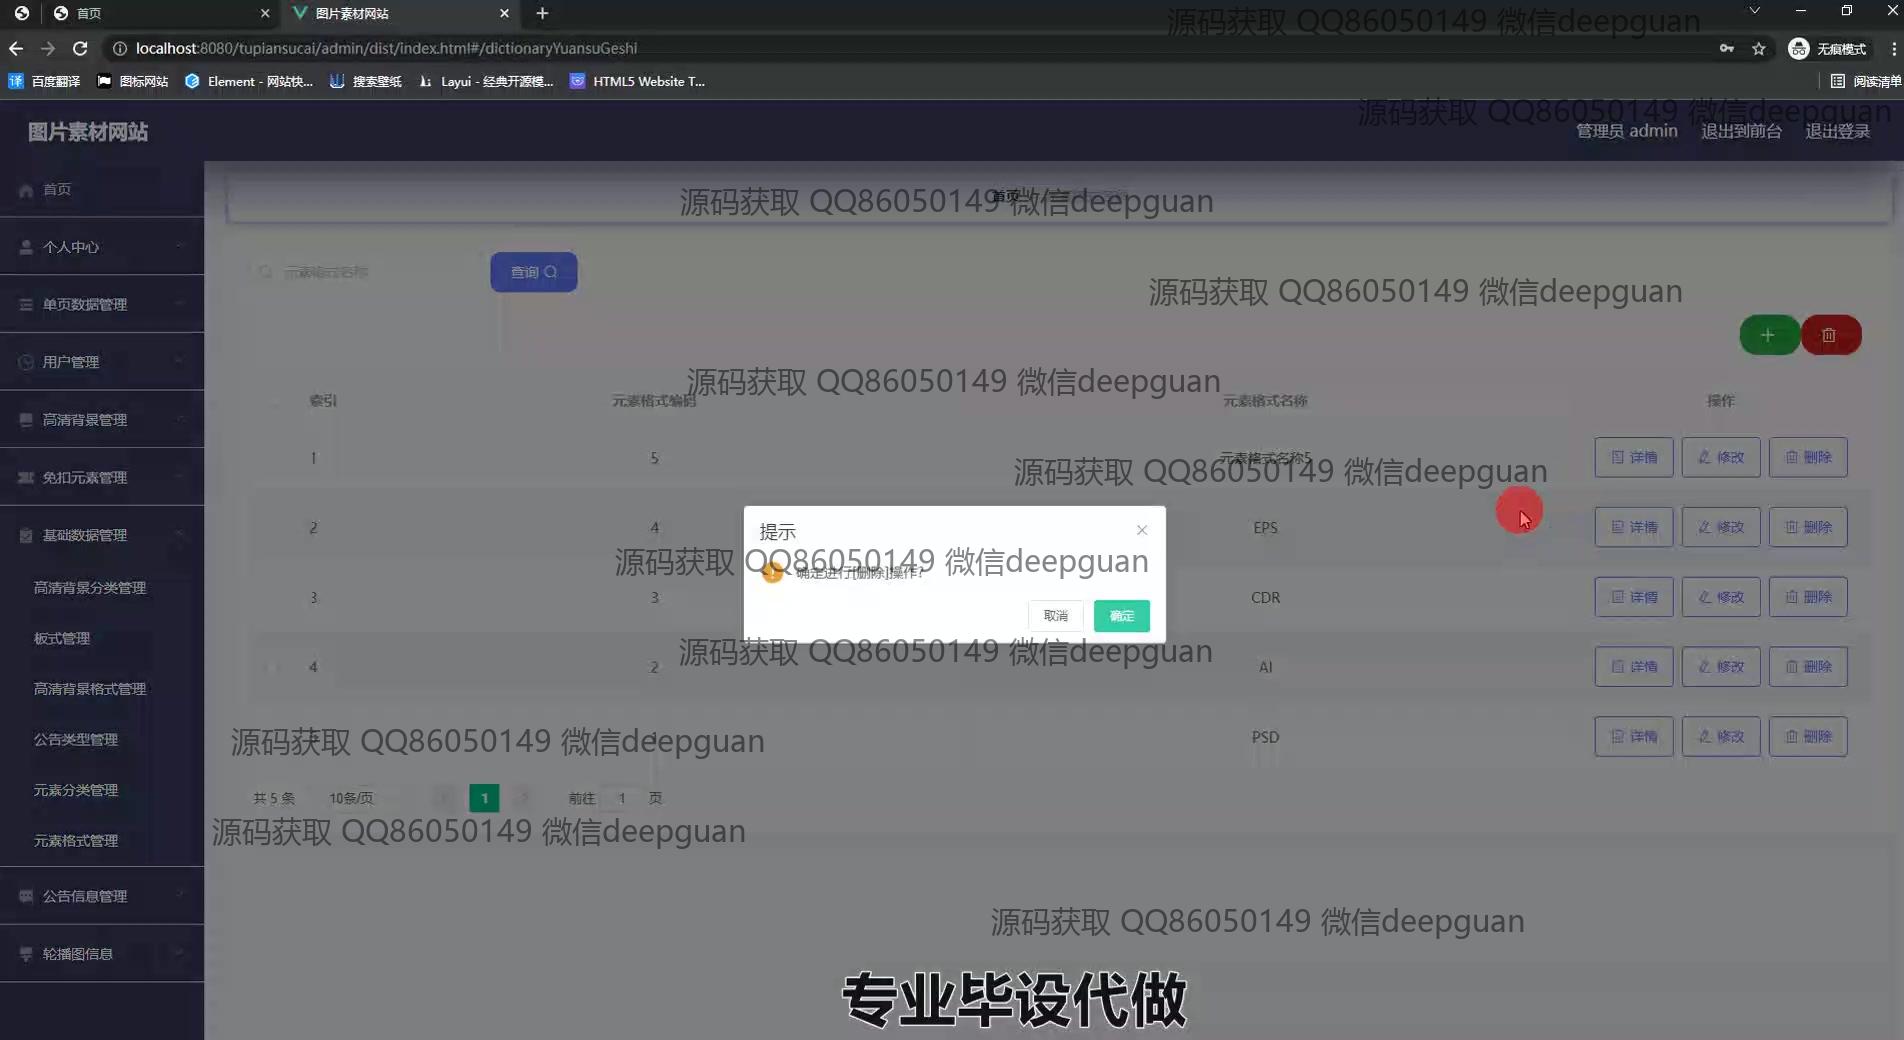 首页
图片素材网站
源码获取 QQ86050149 微信deepguan
localhost:8080/tupiansucai/admin/dist/index.html#/dictionaryYuansuGeshi
无痕模式
百度翻译
图标网站
Element - 网站快...
搜索壁纸
Layui - 经典开源模...
HTML5 Website T...
阅读清单
源码获取 QQ86050149 微信deepguan
图片素材网站
管理员 admin
退出到前台
退出登录
首页
源码获取 QQ86050149 微信deepguan
首页
个人中心
元素格式名称
查询
源码获取 QQ86050149 微信deepguan
单页数据管理
用户管理
源码获取 QQ86050149 微信deepguan
索引 元素格式编码 元素格式名称 操作
高清背景管理
1 5 元素格式名称5 详情 修改 删除
源码获取 QQ86050149 微信deepguan
免扣元素管理
2 4 EPS 详情 修改 删除
基础数据管理
提示
源码获取 QQ86050149 微信deepguan
确定进行[删除]操作?
高清背景分类管理
3 3 CDR 详情 修改 删除
取消 确定
板式管理
源码获取 QQ86050149 微信deepguan
4 2 AI 详情 修改 删除
高清背景格式管理
公告类型管理
源码获取 QQ86050149 微信deepguan
1 PSD 详情 修改 删除
元素分类管理
共 5 条 10条/页 1 前往 1 页
元素格式管理
源码获取 QQ86050149 微信deepguan
公告信息管理
源码获取 QQ86050149 微信deepguan
轮播图信息
专业毕设代做